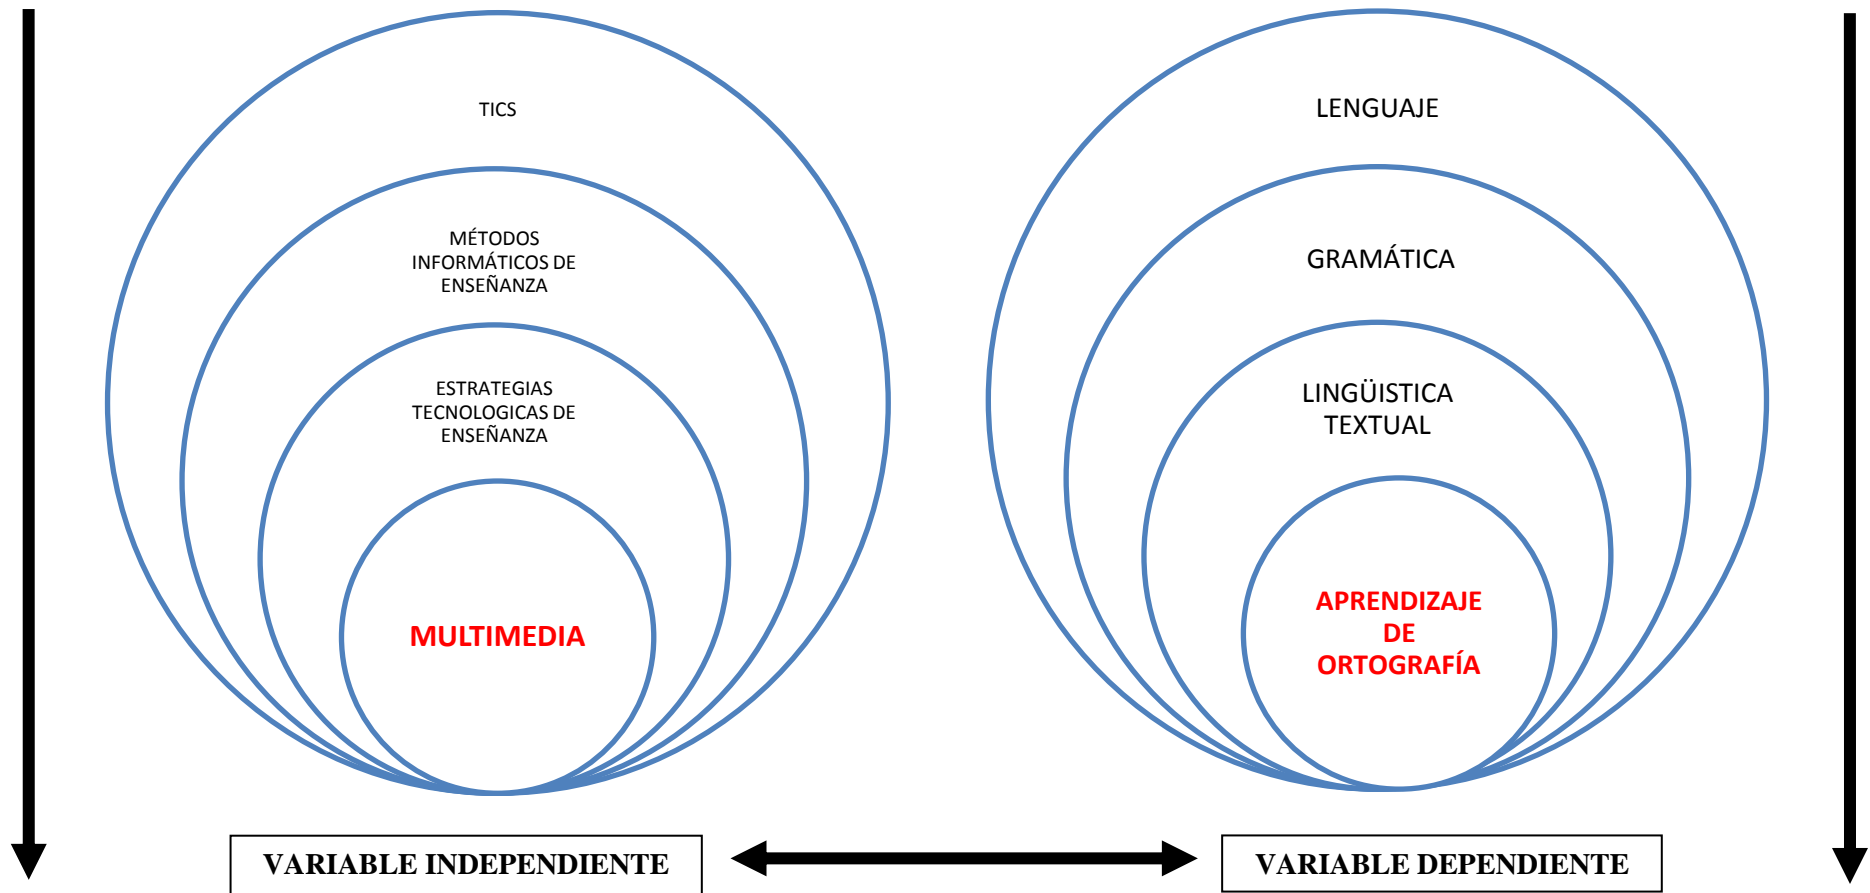 TICS
MÉTODOS
INFORMÁTICOS DE
ENSEÑANZA
ESTRATEGIAS
TECNOLOGICAS DE
ENSEÑANZA
MULTIMEDIA
LENGUAJE
GRAMÁTICA
LINGÜISTICA
TEXTUAL
APRENDIZAJE
DE
ORTOGRAFÍA
VARIABLE INDEPENDIENTE
VARIABLE DEPENDIENTE